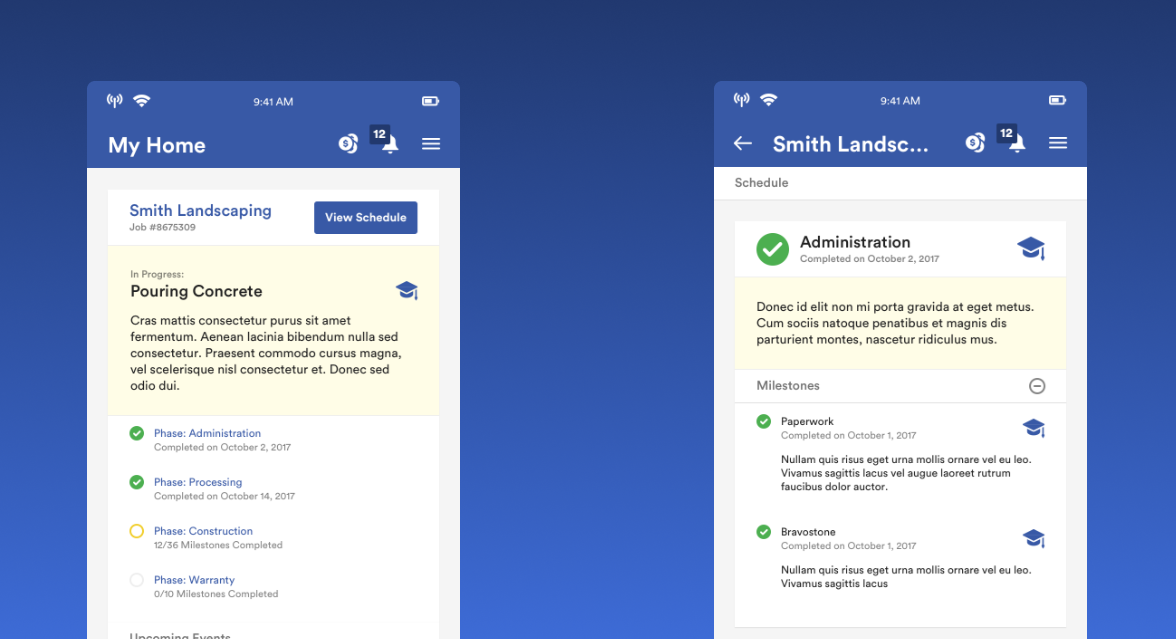 9:41 AM
My Home
12
Smith Landscaping
Job #8675309
View Schedule
In Progress:
Pouring Concrete
Cras mattis consectetur purus sit amet
fermentum. Aenean lacinia bibendum nulla sed
consectetur. Praesent commodo cursus magna,
vel scelerisque nisl consectetur et. Donec sed
odio dui.
Phase: Administration
Completed on October 2, 2017
Phase: Processing
Completed on October 14, 2017
Phase: Construction
12/36 Milestones Completed
Phase: Warranty
0/10 Milestones Completed
Upcoming Events
9:41 AM
Smith Landsc...
12
Schedule
Administration
Completed on October 2, 2017
Donec id elit non mi porta gravida at eget metus.
Cum sociis natoque penatibus et magnis dis
parturient montes, nascetur ridiculus mus.
Milestones
Paperwork
Completed on October 1, 2017
Nullam quis risus eget urna mollis ornare vel eu leo.
Vivamus sagittis lacus vel augue laoreet rutrum
faucibus dolor auctor.
Bravostone
Completed on October 1, 2017
Nullam quis risus eget urna mollis ornare vel eu leo.
Vivamus sagittis lacus